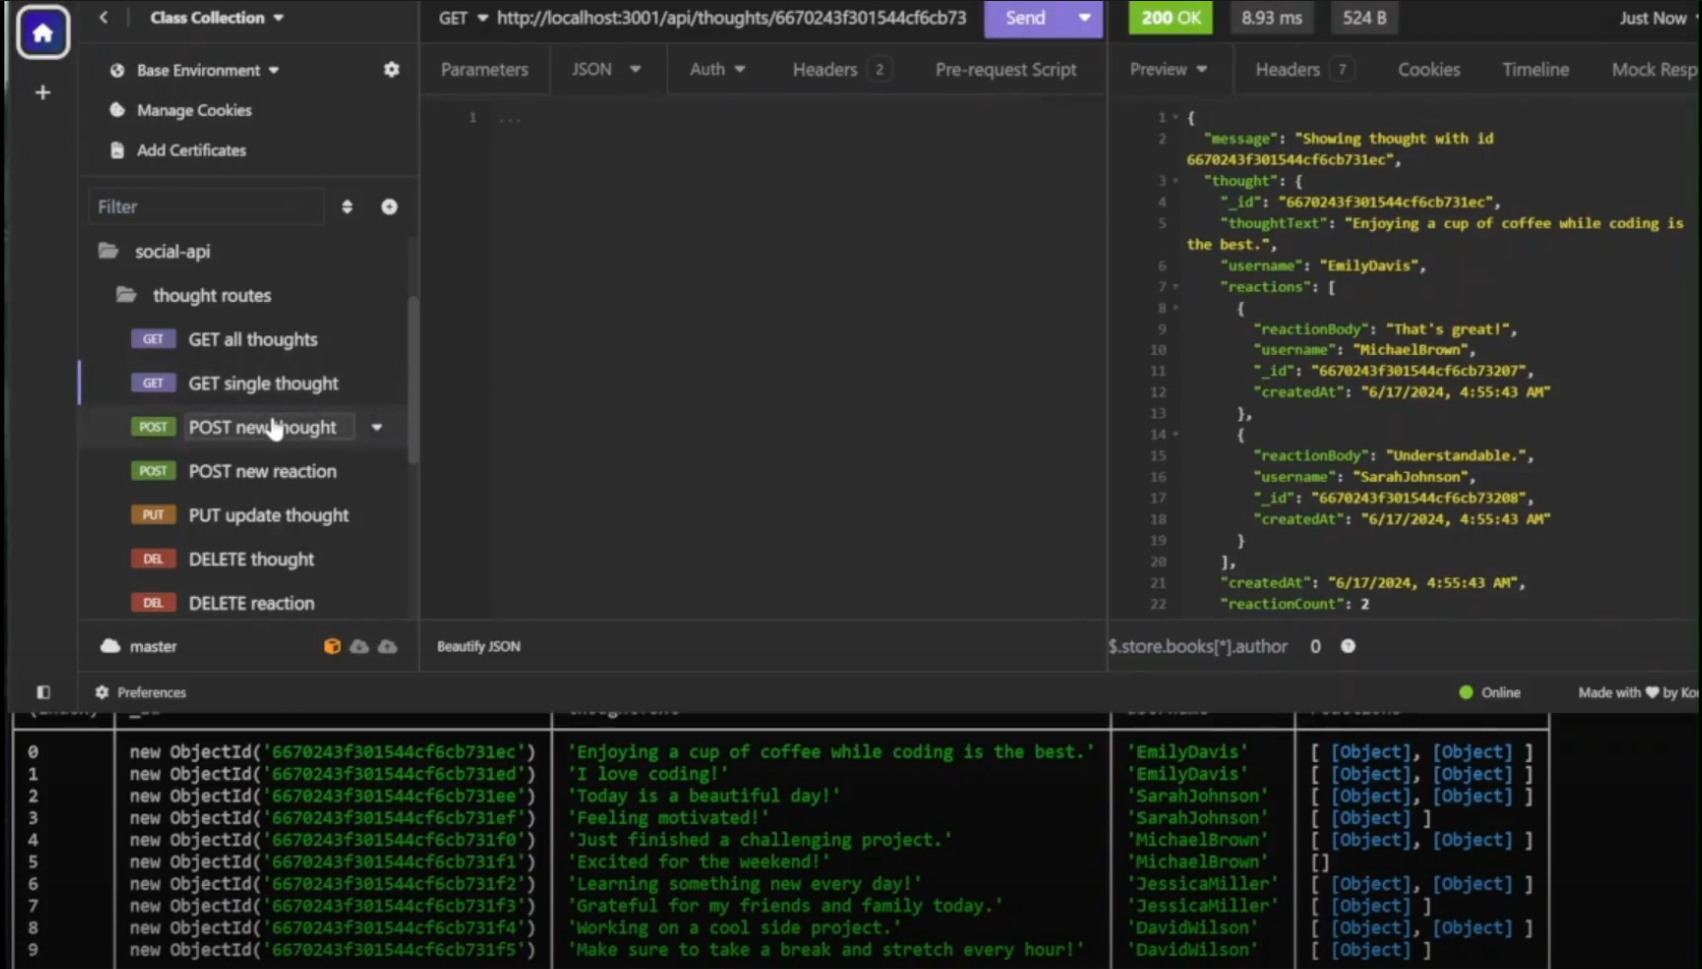 Class Collection
GET http://localhost:3001/api/thoughts/6670243f301544cf6cb73
Send
200 OK
8.93 ms
524 B
Just Now
Base Environment
Manage Cookies
Add Certificates
Parameters
JSON
Auth
Headers 2
Pre-request Script
Preview
Headers 7
Cookies
Timeline
Mock Resp
Filter
social-api
thought routes
GET GET all thoughts
GET GET single thought
POST POST new thought
POST POST new reaction
PUT PUT update thought
DEL DELETE thought
DEL DELETE reaction
master
1 ...
Beautify JSON
1 {
2 "message": "Showing thought with id
6670243f301544cf6cb731ec",
3 "thought": {
4 "_id": "6670243f301544cf6cb731ec",
5 "thoughtText": "Enjoying a cup of coffee while coding is
the best.",
6 "username": "EmilyDavis",
7 "reactions": [
8 {
9 "reactionBody": "That's great!",
10 "username": "MichaelBrown",
11 "_id": "6670243f301544cf6cb73207",
12 "createdAt": "6/17/2024, 4:55:43 AM"
13 },
14 {
15 "reactionBody": "Understandable.",
16 "username": "SarahJohnson",
17 "_id": "6670243f301544cf6cb73208",
18 "createdAt": "6/17/2024, 4:55:43 AM"
19 }
20 ],
21 "createdAt": "6/17/2024, 4:55:43 AM",
22 "reactionCount": 2
$.store.books[*].author 0
Preferences
Online
Made with ♥ by Ko
(index) _id
0 new ObjectId('6670243f301544cf6cb731ec') 'Enjoying a cup of coffee while coding is the best.' 'EmilyDavis' [ [Object], [Object] ]
1 new ObjectId('6670243f301544cf6cb731ed') 'I love coding!' 'EmilyDavis' [ [Object], [Object] ]
2 new ObjectId('6670243f301544cf6cb731ee') 'Today is a beautiful day!' 'SarahJohnson' [ [Object], [Object] ]
3 new ObjectId('6670243f301544cf6cb731ef') 'Feeling motivated!' 'SarahJohnson' [ [Object] ]
4 new ObjectId('6670243f301544cf6cb731f0') 'Just finished a challenging project.' 'MichaelBrown' [ [Object], [Object] ]
5 new ObjectId('6670243f301544cf6cb731f1') 'Excited for the weekend!' 'MichaelBrown' []
6 new ObjectId('6670243f301544cf6cb731f2') 'Learning something new every day!' 'JessicaMiller' [ [Object], [Object] ]
7 new ObjectId('6670243f301544cf6cb731f3') 'Grateful for my friends and family today.' 'JessicaMiller' [ [Object] ]
8 new ObjectId('6670243f301544cf6cb731f4') 'Working on a cool side project.' 'DavidWilson' [ [Object], [Object] ]
9 new ObjectId('6670243f301544cf6cb731f5') 'Make sure to take a break and stretch every hour!' 'DavidWilson' [ [Object] ]